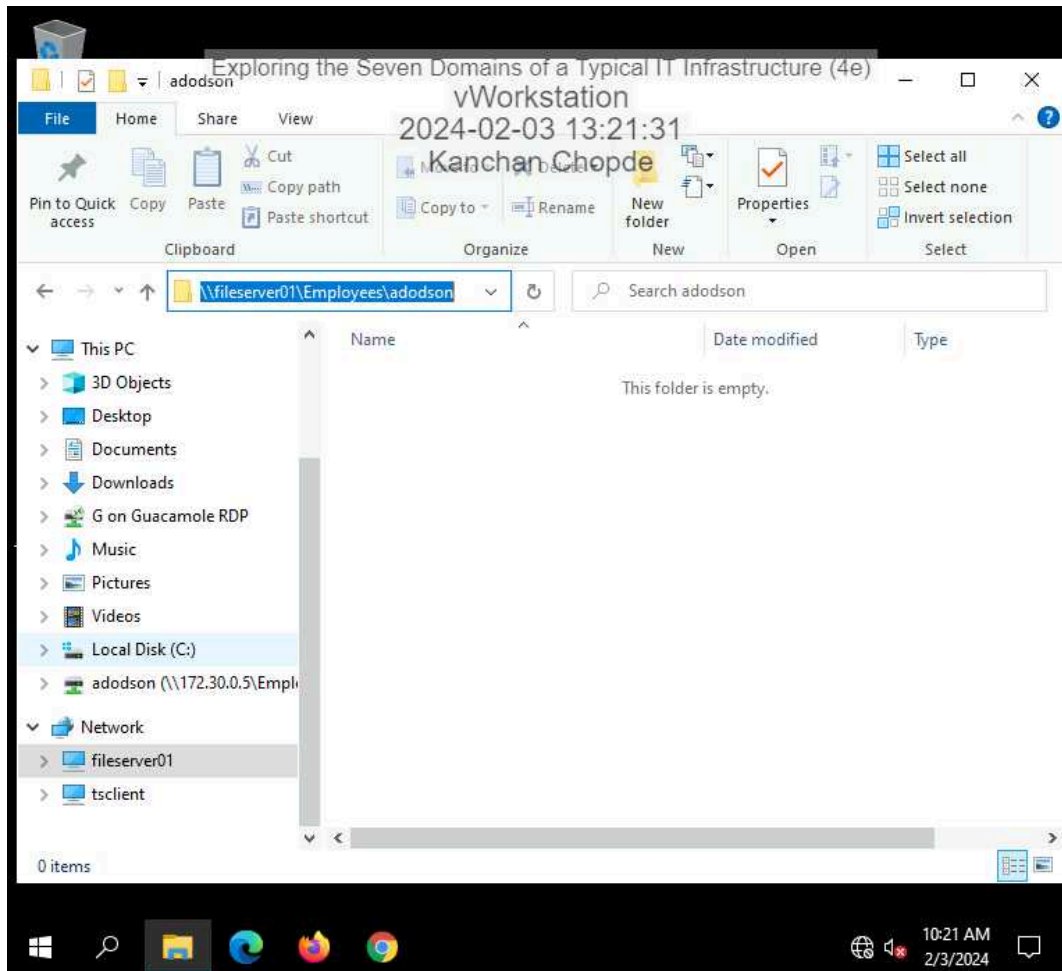 Exploring the Seven Domains of a Typical IT Infrastructure (4e)
vWorkstation
2024-02-03 13:21:31
Kanchan Chopde
adodson
File Home Share View
Pin to Quick access
Copy
Paste
Cut
Copy path
Paste shortcut
Copy to
Rename
New folder
Properties
Select all
Select none
Invert selection
Clipboard Organize New Open Select
\\fileserver01\Employees\adodson
Search adodson
Name Date modified Type
This folder is empty.
This PC
3D Objects
Desktop
Documents
Downloads
G on Guacamole RDP
Music
Pictures
Videos
Local Disk (C:)
adodson (\\172.30.0.5\Empl
Network
fileserver01
tsclient
0 items
10:21 AM
2/3/2024